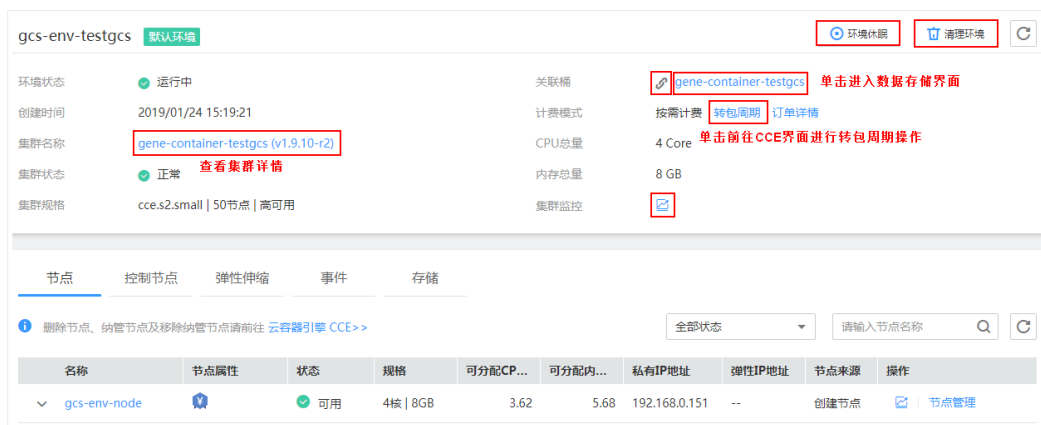 gcs-env-testgcs 默认环境 环境休眠 清理环境
环境状态 运行中 关联桶 gene-container-testgcs 单击进入数据存储界面
创建时间 2019/01/24 15:19:21 计费模式 按需计费 转包周期 订单详情
集群名称 gene-container-testgcs (v1.9.10-r2) CPU总量 4 Core 单击前往CCE界面进行转包周期操作
查看集群详情
集群状态 正常 内存总量 8 GB
集群规格 cce.s2.small | 50节点 | 高可用 集群监控
节点 控制节点 弹性伸缩 事件 存储
删除节点、纳管节点及移除纳管节点请前往 云容器引擎 CCE>> 全部状态 请输入节点名称
名称 节点属性 状态 规格 可分配CP... 可分配内... 私有IP地址 弹性IP地址 节点来源 操作
gcs-env-node ¥ 可用 4核 | 8GB 3.62 5.68 192.168.0.151 -- 创建节点 节点管理